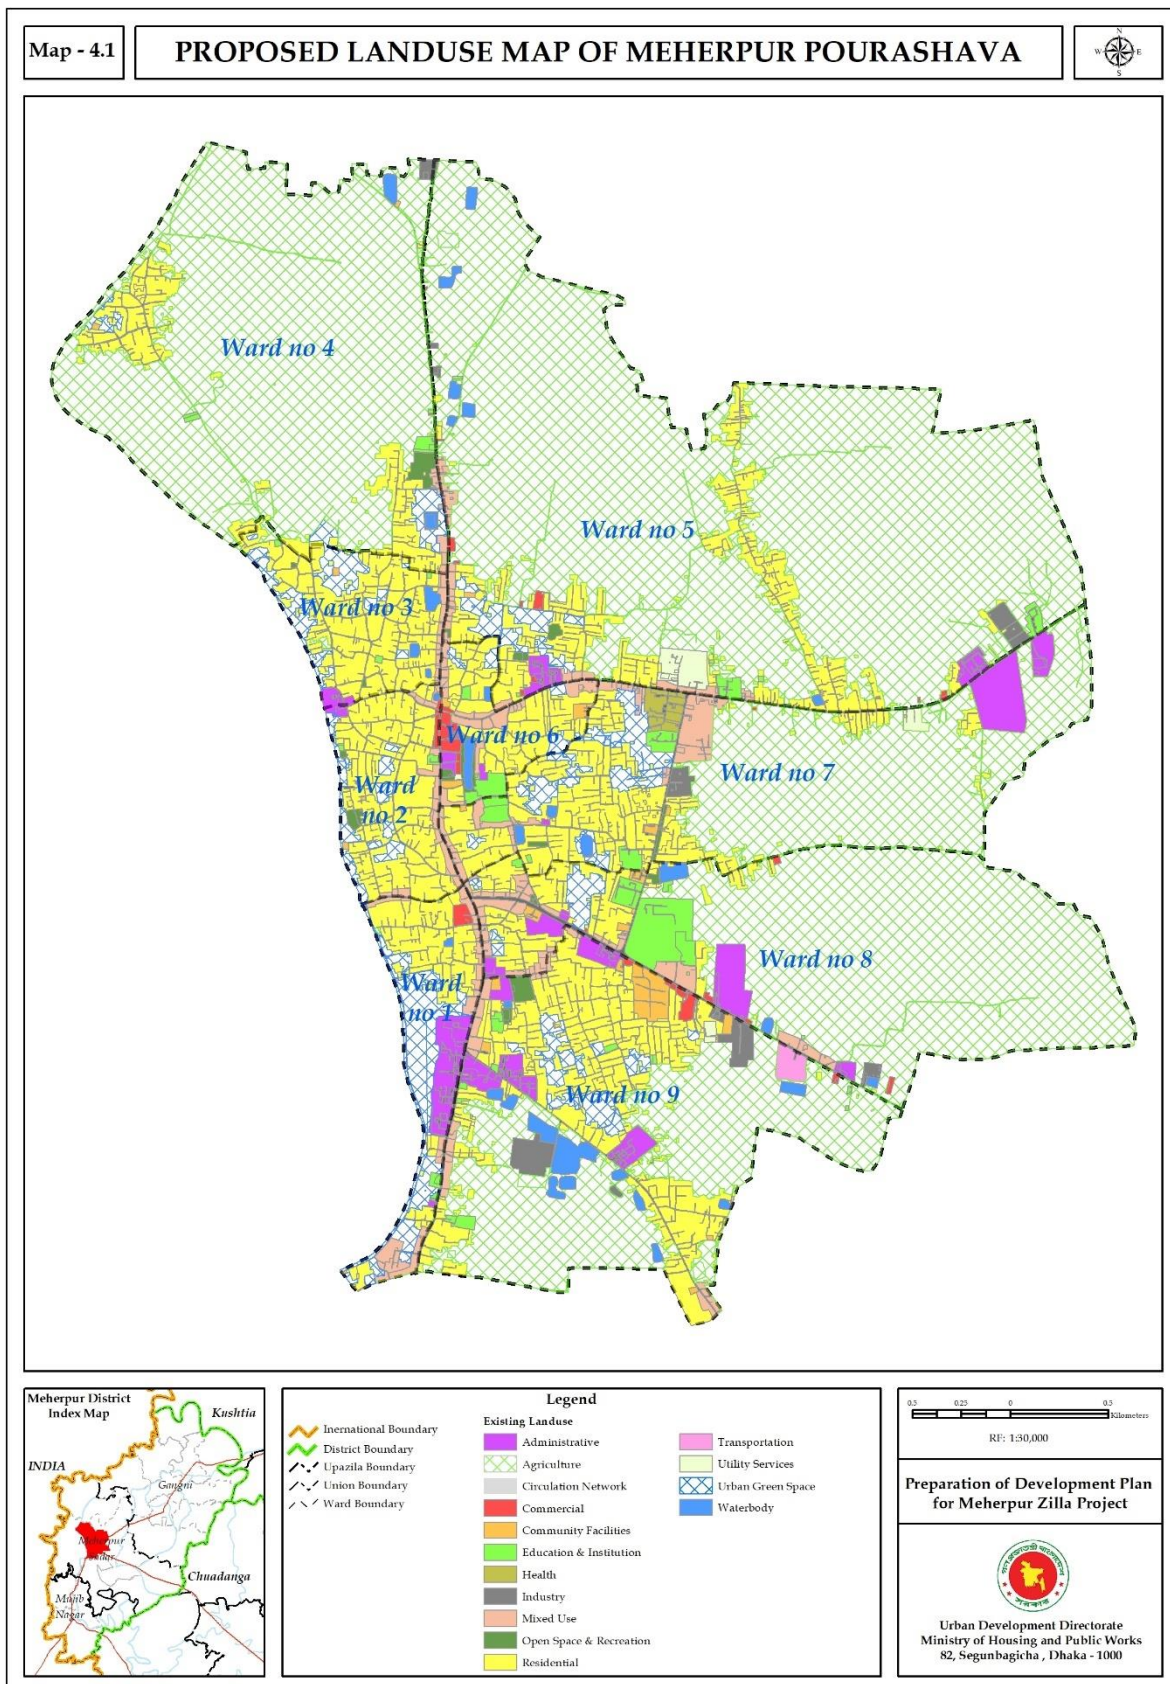 Map - 4.1
PROPOSED LANDUSE MAP OF MEHERPUR POURASHAVA
N
W
E
S
Ward no 4
Ward no 5
Ward no 3
Ward no 6
Ward no 7
Ward
no 2
Ward no 8
Ward
no 1
Ward no 9
Meherpur District
Index Map
Kushtia
INDIA
Gangni
Meherpur
Sadar
Chuadanga
Mujib
Nagar
Legend
Inernational Boundary
District Boundary
Upazila Boundary
Union Boundary
Ward Boundary
Existing Landuse
Administrative
Agriculture
Circulation Network
Commercial
Community Facilities
Education & Institution
Health
Industry
Mixed Use
Open Space & Recreation
Residential
Transportation
Utility Services
Urban Green Space
Waterbody
0.5 0.25 0 0.5
Kilometers
RF: 1:30,000
Preparation of Development Plan
for Meherpur Zilla Project
Urban Development Directorate
Ministry of Housing and Public Works
82, Segunbagicha , Dhaka - 1000